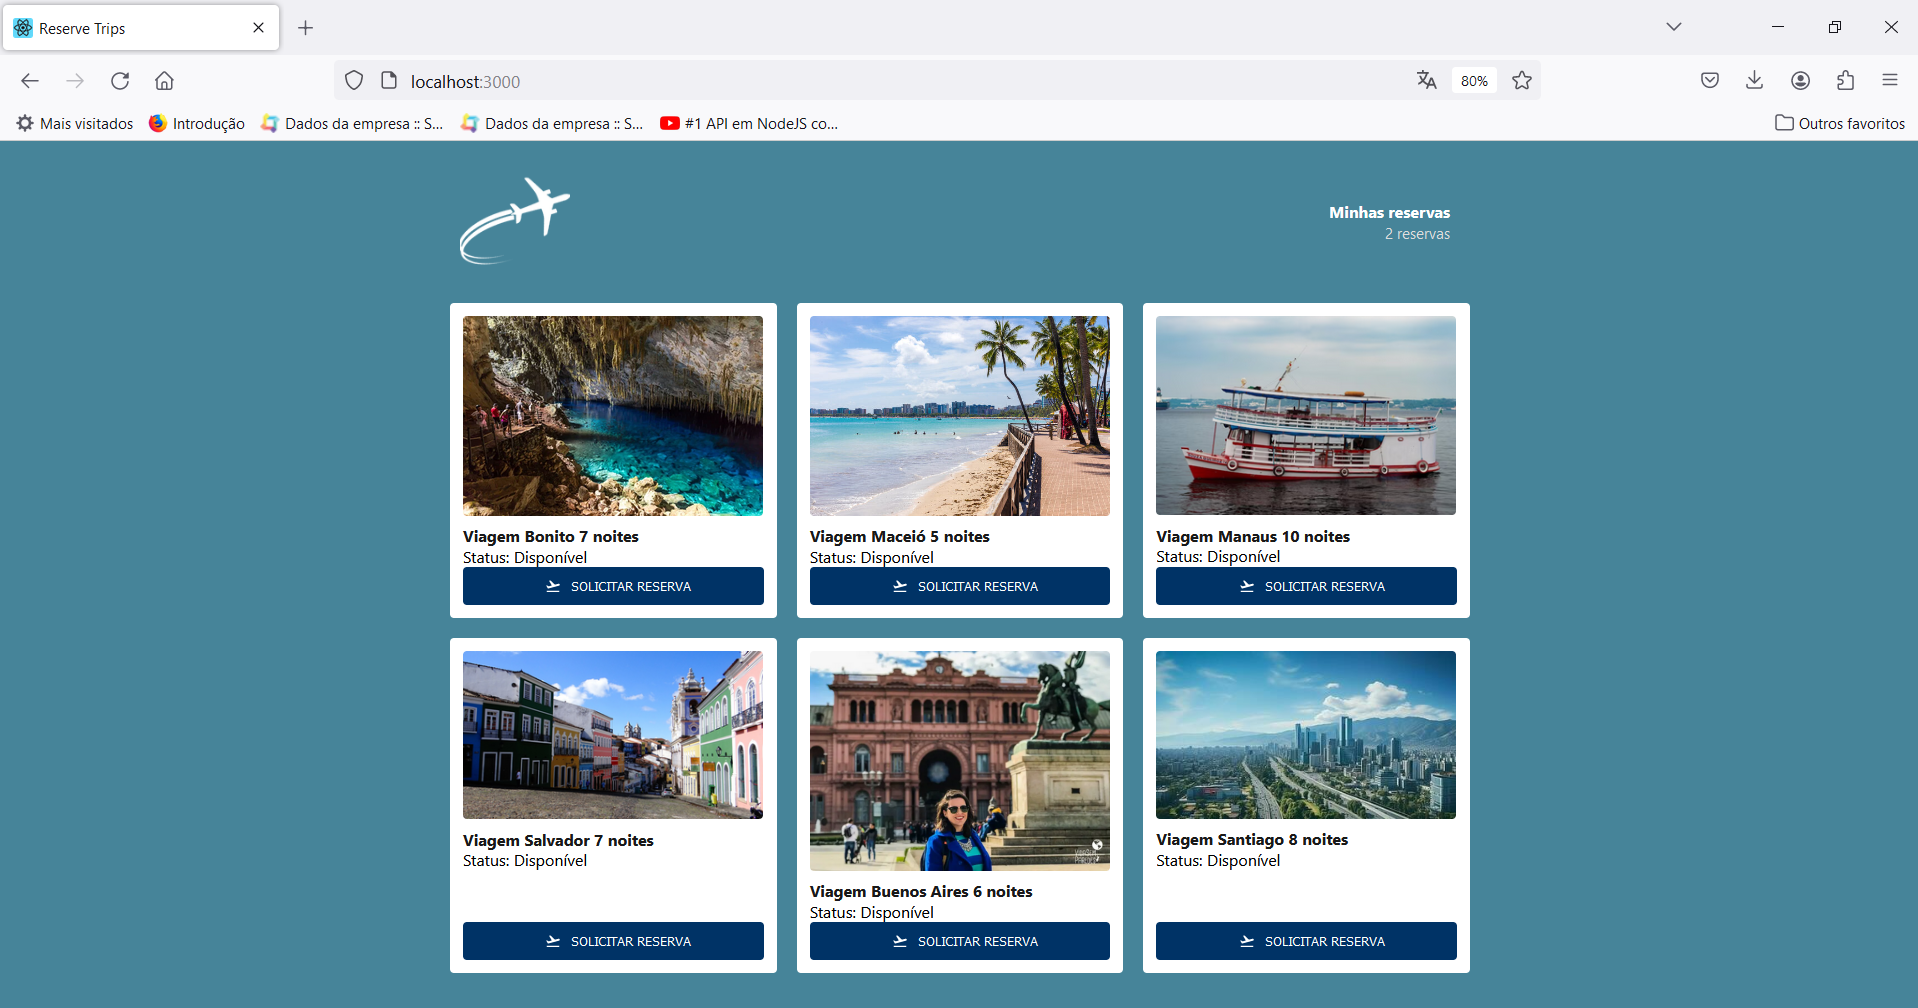 Reserve Trips
localhost:3000
80%
Mais visitados
Introdução
Dados da empresa :: S...
Dados da empresa :: S...
#1 API em NodeJS co...
Outros favoritos
Minhas reservas
2 reservas
Viagem Bonito 7 noites
Status: Disponível
SOLICITAR RESERVA
Viagem Maceió 5 noites
Status: Disponível
SOLICITAR RESERVA
Viagem Manaus 10 noites
Status: Disponível
SOLICITAR RESERVA
Viagem Salvador 7 noites
Status: Disponível
SOLICITAR RESERVA
Viagem Buenos Aires 6 noites
Status: Disponível
SOLICITAR RESERVA
Viagem Santiago 8 noites
Status: Disponível
SOLICITAR RESERVA